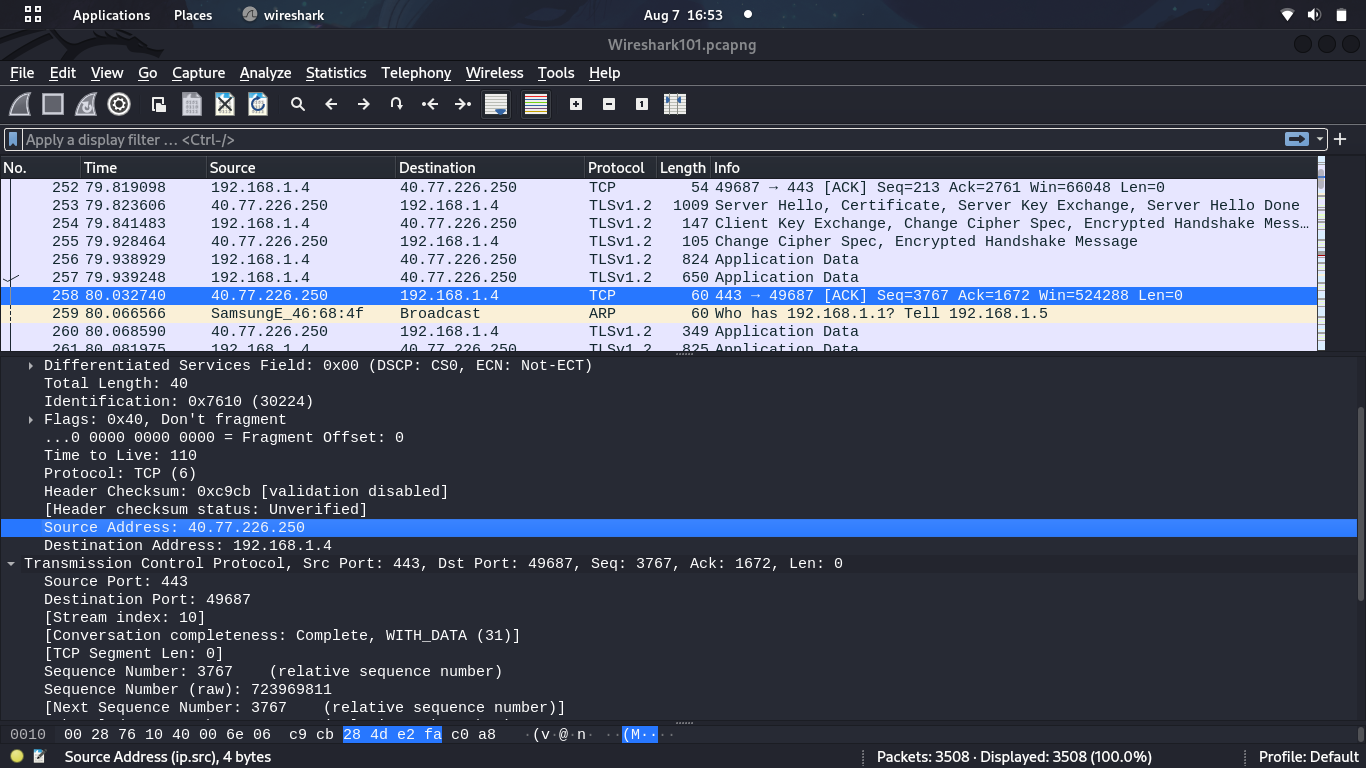 Applications Places wireshark Aug 7 16:53
Wireshark101.pcapng
File Edit View Go Capture Analyze Statistics Telephony Wireless Tools Help
Apply a display filter … <Ctrl-/>
No. Time Source Destination Protocol Length Info
252 79.819098 192.168.1.4 40.77.226.250 TCP 54 49687 → 443 [ACK] Seq=213 Ack=2761 Win=66048 Len=0
253 79.823606 40.77.226.250 192.168.1.4 TLSv1.2 1009 Server Hello, Certificate, Server Key Exchange, Server Hello Done
254 79.841483 192.168.1.4 40.77.226.250 TLSv1.2 147 Client Key Exchange, Change Cipher Spec, Encrypted Handshake Mess…
255 79.928464 40.77.226.250 192.168.1.4 TLSv1.2 105 Change Cipher Spec, Encrypted Handshake Message
256 79.938929 192.168.1.4 40.77.226.250 TLSv1.2 824 Application Data
257 79.939248 192.168.1.4 40.77.226.250 TLSv1.2 650 Application Data
258 80.032740 40.77.226.250 192.168.1.4 TCP 60 443 → 49687 [ACK] Seq=3767 Ack=1672 Win=524288 Len=0
259 80.066566 SamsungE_46:68:4f Broadcast ARP 60 Who has 192.168.1.1? Tell 192.168.1.5
260 80.068590 40.77.226.250 192.168.1.4 TLSv1.2 349 Application Data
261 80.081975 192.168.1.4 40.77.226.250 TLSv1.2 825 Application Data
Differentiated Services Field: 0x00 (DSCP: CS0, ECN: Not-ECT)
Total Length: 40
Identification: 0x7610 (30224)
Flags: 0x40, Don't fragment
...0 0000 0000 0000 = Fragment Offset: 0
Time to Live: 110
Protocol: TCP (6)
Header Checksum: 0xc9cb [validation disabled]
[Header checksum status: Unverified]
Source Address: 40.77.226.250
Destination Address: 192.168.1.4
Transmission Control Protocol, Src Port: 443, Dst Port: 49687, Seq: 3767, Ack: 1672, Len: 0
Source Port: 443
Destination Port: 49687
[Stream index: 10]
[Conversation completeness: Complete, WITH_DATA (31)]
[TCP Segment Len: 0]
Sequence Number: 3767 (relative sequence number)
Sequence Number (raw): 723969811
[Next Sequence Number: 3767 (relative sequence number)]
0010 00 28 76 10 40 00 6e 06 c9 cb 28 4d e2 fa c0 a8 ·(v·@·n· ··(M····
Source Address (ip.src), 4 bytes Packets: 3508 · Displayed: 3508 (100.0%) Profile: Default